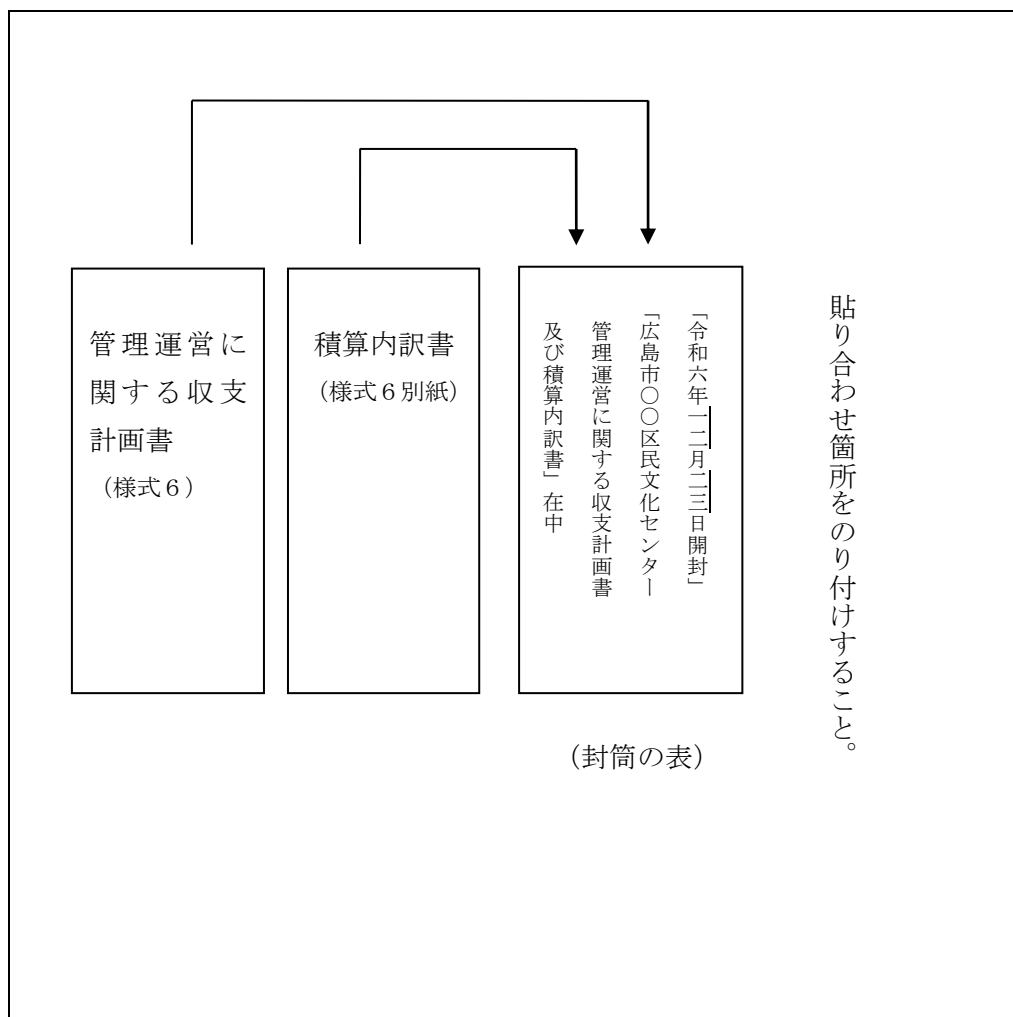 管理運営に
関する収支
計画書
（様式６）
積算内訳書
（様式６別紙）
「令和六年一二月二三日開封」
「広島市〇〇区民文化センター
管理運営に関する収支計画書
及び積算内訳書」在中
（封筒の表）
貼り合わせ箇所をのり付けすること。